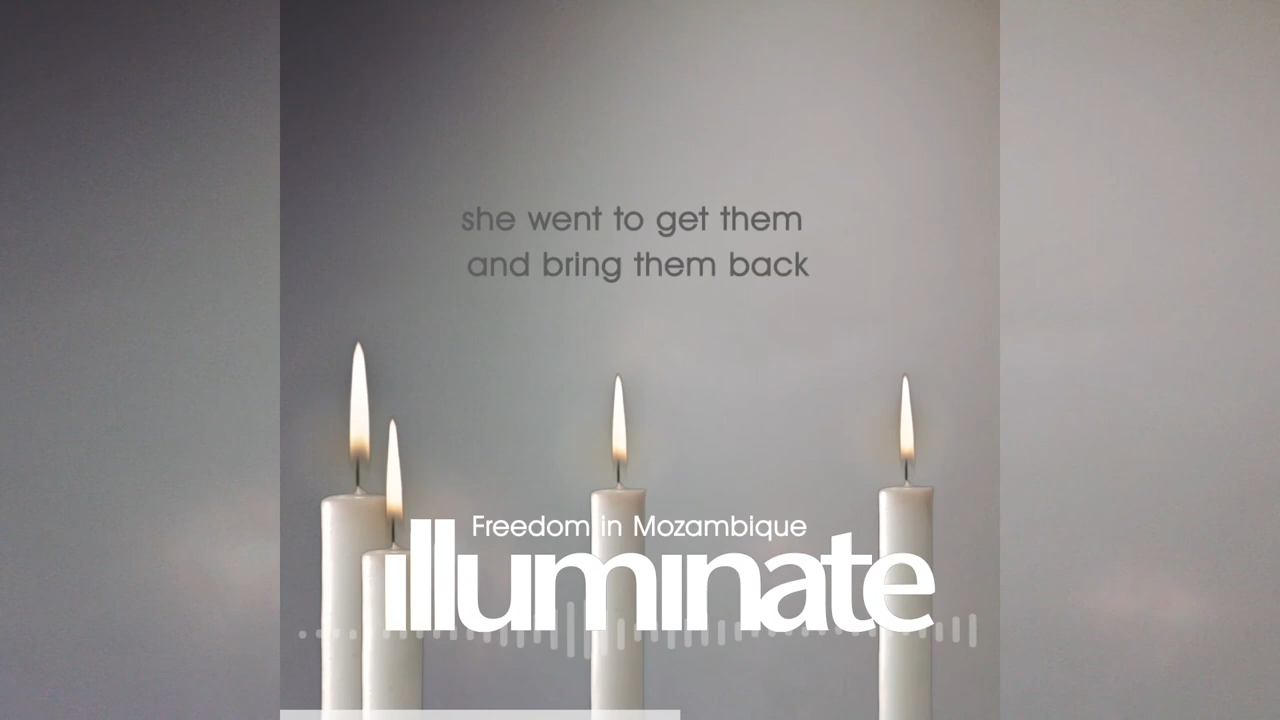 she went to get them
and bring them back
Freedom in Mozambique
illuminate